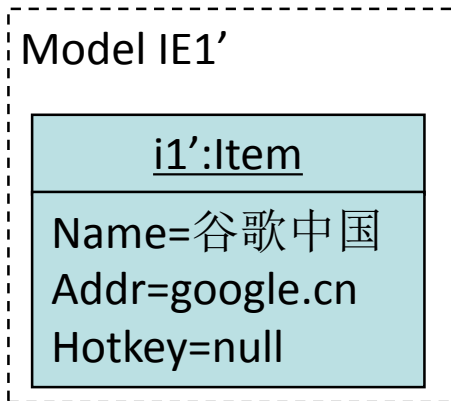 Model IE1’
i1’:Item
Name=谷歌中国
Addr=google.cn
Hotkey=null